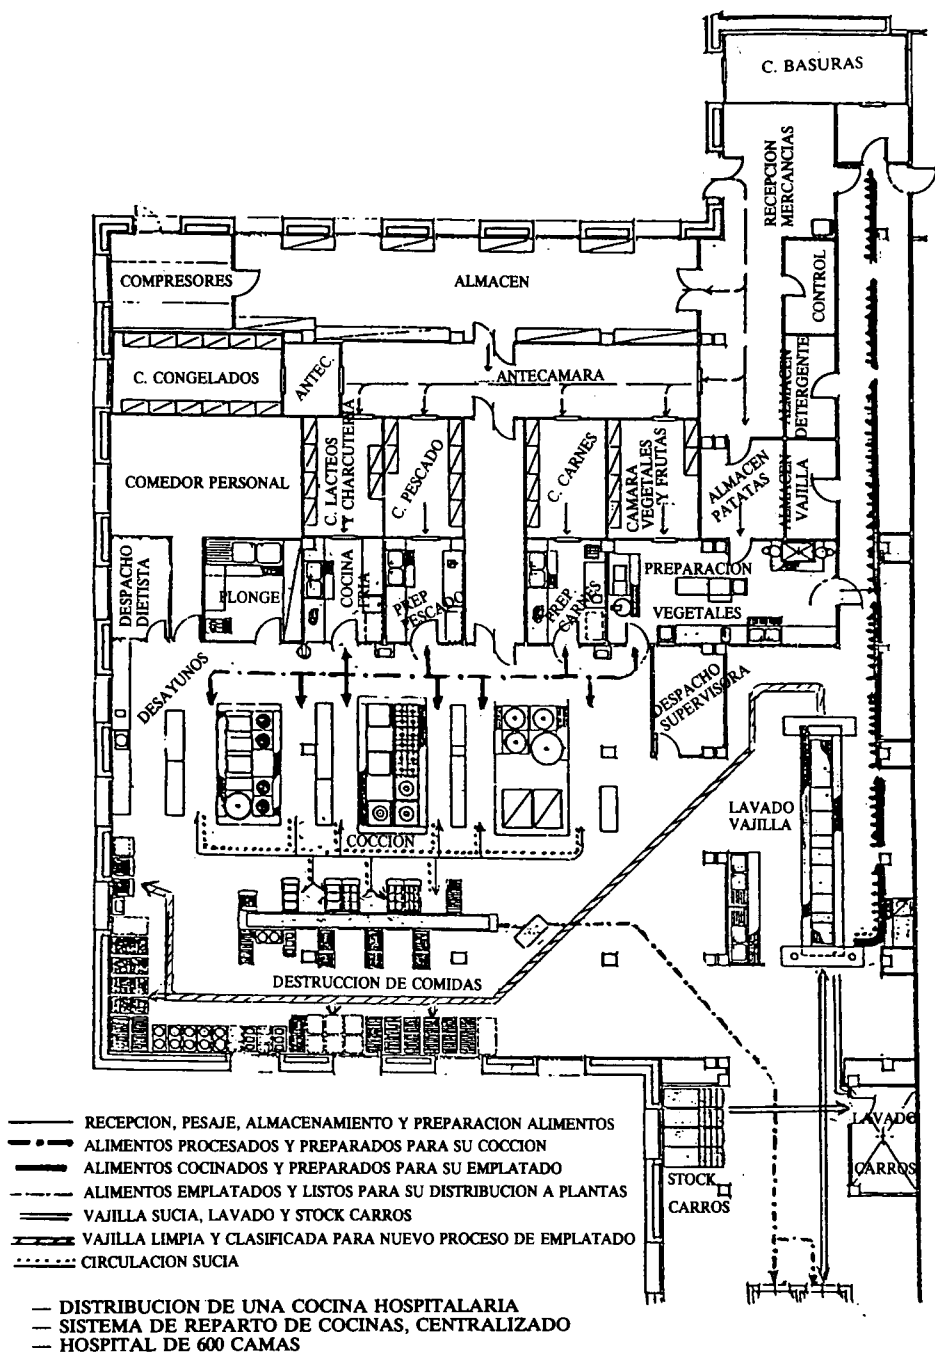 C. BASURAS
RECEPCION
MERCANCIAS
COMPRESORES
ALMACEN
CONTROL
C. CONGELADOS
ANTEC.
ANTECAMARA
ALMACEN
DETERGENTE
COMEDOR PERSONAL
C. LACTEOS
Y CHARCUTERIA
C. PESCADO
C. CARNES
CAMARA
VEGETALES
Y FRUTAS
ALMACEN
PATATAS
ALMACEN
VAJILLA
DESPACHO
DIETISTA
PLONGE
COCINA
FRIA
PREP
PESCADO
PREP
CARNES
PREPARACION
VEGETALES
DESAYUNOS
DESPACHO
SUPERVISORA
LAVADO
VAJILLA
COCCION
DESTRUCCION DE COMIDAS
STOCK
CARROS
LAVADO
CARROS
RECEPCION, PESAJE, ALMACENAMIENTO Y PREPARACION ALIMENTOS
ALIMENTOS PROCESADOS Y PREPARADOS PARA SU COCCION
ALIMENTOS COCINADOS Y PREPARADOS PARA SU EMPLATADO
ALIMENTOS EMPLATADOS Y LISTOS PARA SU DISTRIBUCION A PLANTAS
VAJILLA SUCIA, LAVADO Y STOCK CARROS
VAJILLA LIMPIA Y CLASIFICADA PARA NUEVO PROCESO DE EMPLATADO
CIRCULACION SUCIA
— DISTRIBUCION DE UNA COCINA HOSPITALARIA
— SISTEMA DE REPARTO DE COCINAS, CENTRALIZADO
— HOSPITAL DE 600 CAMAS